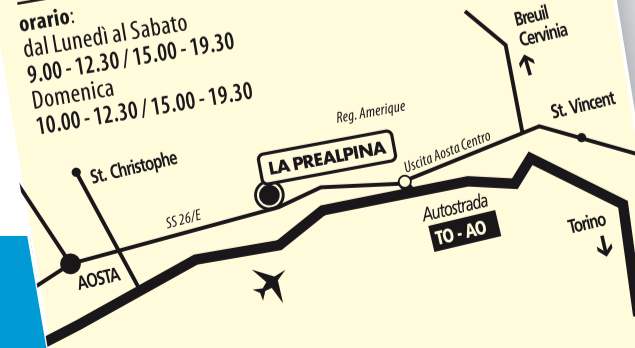 orario:
dal Lunedì al Sabato
9.00 - 12.30 / 15.00 - 19.30
Domenica
10.00 - 12.30 / 15.00 - 19.30
Breuil
Cervinia
St. Vincent
Reg. Amerique
LA PREALPINA
Uscita Aosta Centro
St. Christophe
SS 26/E
Autostrada
TO - AO
Torino
AOSTA